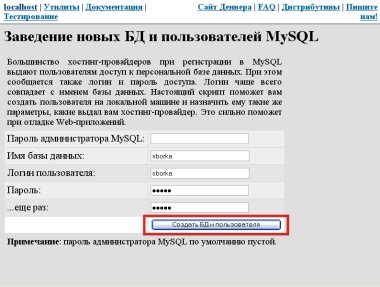 localhost | Утилиты | Документация | Сайт Денвера | FAQ | Дистрибутивы | Пишите
Тестирование нам!
Заведение новых БД и пользователей MySQL
Большинство хостинг-провайдеров при регистрации в MySQL
выдают пользователям доступ к персональной базе данных. При этом
сообщается также логин и пароль доступа. Логин чаще всего
совпадает с именем базы данных. Настоящий скрипт поможет вам
создать пользователя на локальной машине и назначить ему такие же
параметры, какие выдал вам хостинг-провайдер. Это сильно поможет
при отладке Web-приложений.
Пароль администратора MySQL:
Имя базы данных: sborka
Логин пользователя: sborka
Пароль: •••••
...еще раз: •••••
Создать БД и пользователя
Примечание: пароль администратора MySQL по умолчанию пустой.